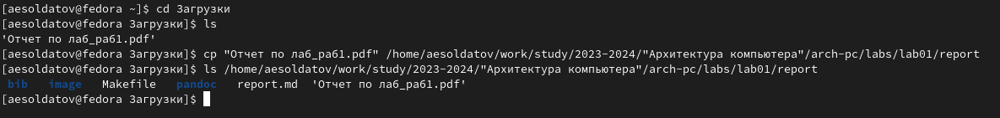 [aesoldatov@fedora ~]$ cd Загрузки
[aesoldatov@fedora Загрузки]$ ls
'Отчет по лаб_раб1.pdf'
[aesoldatov@fedora Загрузки]$ cp "Отчет по лаб_раб1.pdf" /home/aesoldatov/work/study/2023-2024/"Архитектура компьютера"/arch-pc/labs/lab01/report
[aesoldatov@fedora Загрузки]$ ls /home/aesoldatov/work/study/2023-2024/"Архитектура компьютера"/arch-pc/labs/lab01/report
bib image Makefile pandoc report.md 'Отчет по лаб_раб1.pdf'
[aesoldatov@fedora Загрузки]$